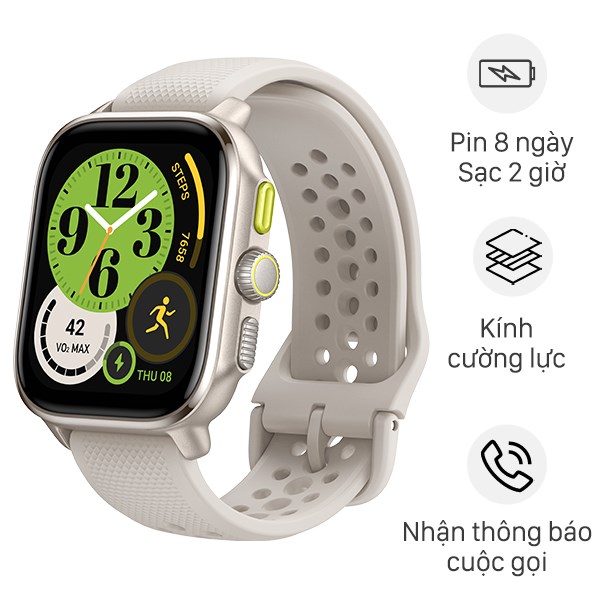 STEPS
7658
12
3
6
9
42
VO₂ MAX
THU 08
Pin 8 ngày
Sạc 2 giờ
Kính
cường lực
Nhận thông báo
cuộc gọi